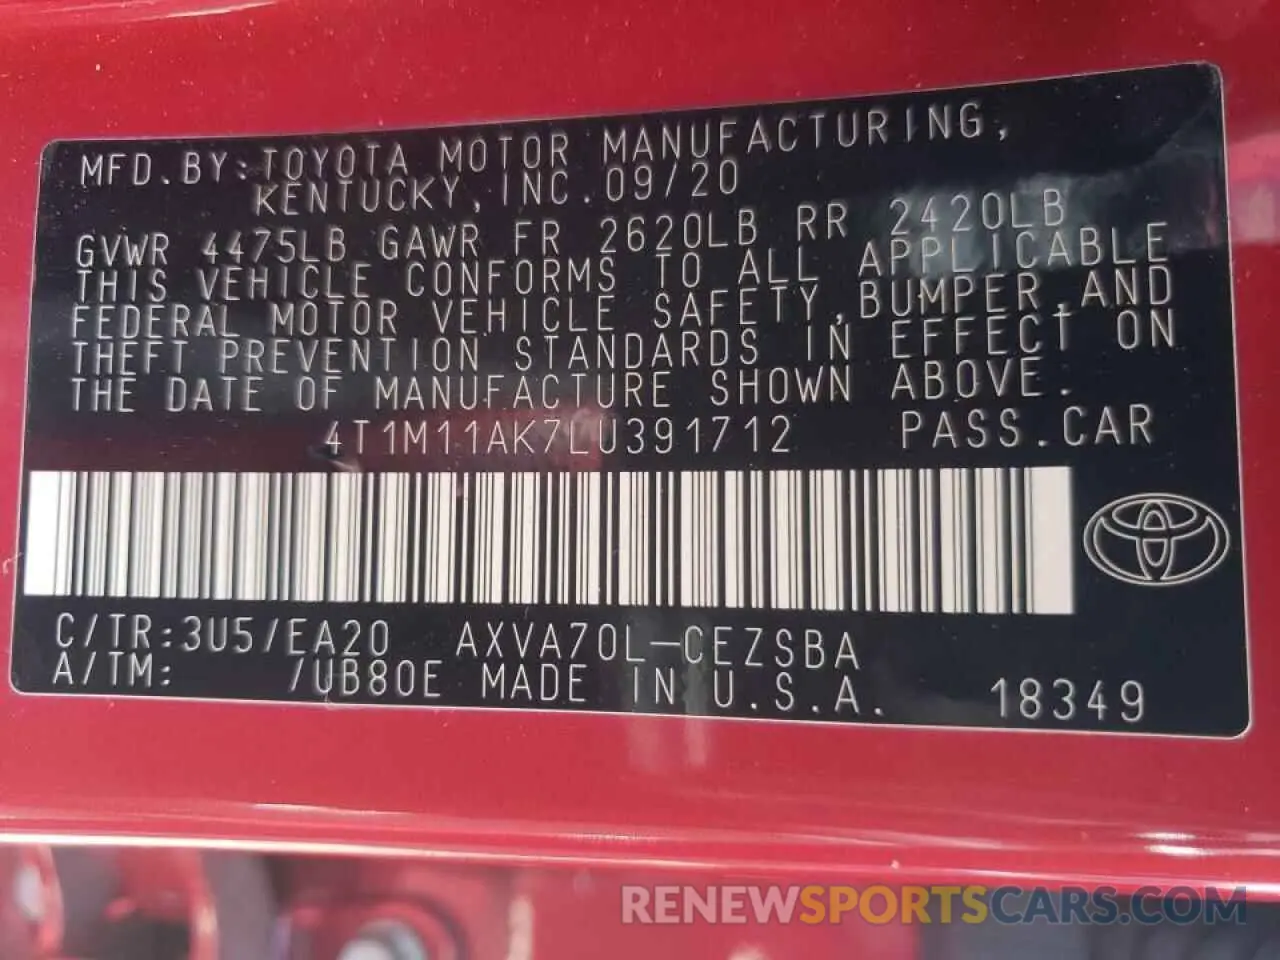 MFD.BY:TOYOTA MOTOR MANUFACTURING,
KENTUCKY,INC.09/20
GVWR 4475LB GAWR FR 2620LB RR 2420LB
THIS VEHICLE CONFORMS TO ALL APPLICABLE
FEDERAL MOTOR VEHICLE SAFETY,BUMPER,AND
THEFT PREVENTION STANDARDS IN EFFECT ON
THE DATE OF MANUFACTURE SHOWN ABOVE.
4T1M11AK7LU391712 PASS.CAR
C/TR:3U5/EA20 AXVA70L-CEZSBA
A/TM: /UB80E MADE IN U.S.A. 18349
RENEWSPORTSCARS.COM